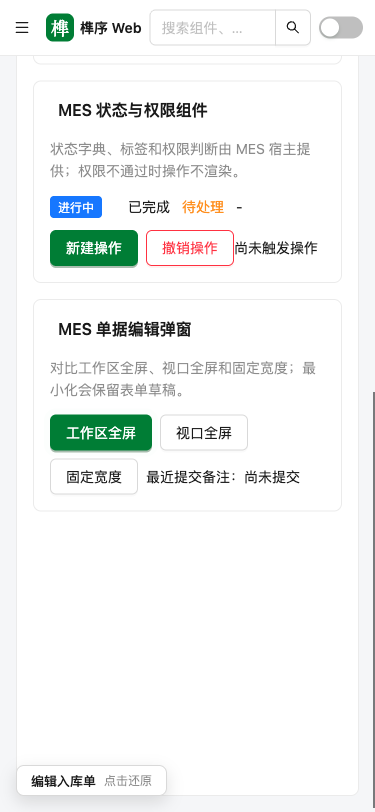 榫 榫序 Web 搜索组件、...
MES 状态与权限组件
状态字典、标签和权限判断由 MES 宿主提
供；权限不通过时操作不渲染。
进行中 已完成 待处理 -
新建操作 撤销操作 尚未触发操作
MES 单据编辑弹窗
对比工作区全屏、视口全屏和固定宽度；最
小化会保留表单草稿。
工作区全屏 视口全屏
固定宽度 最近提交备注：尚未提交
编辑入库单 点击还原